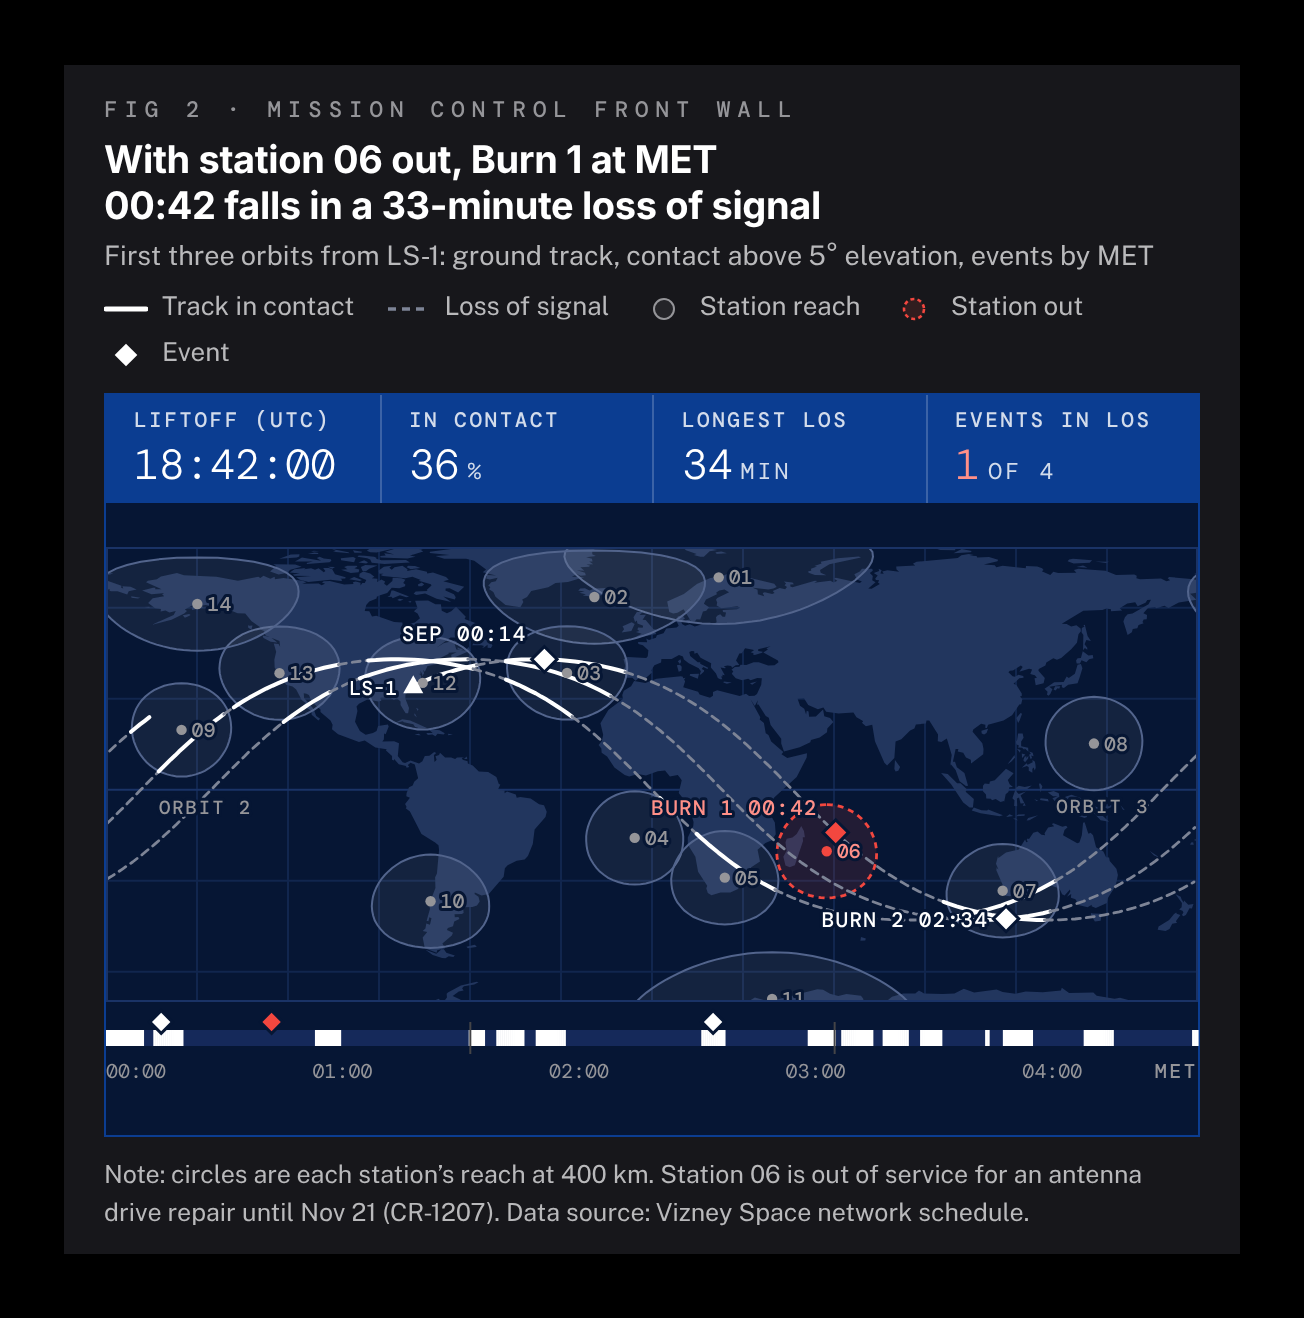 FIG 2 · MISSION CONTROL FRONT WALL
With station 06 out, Burn 1 at MET
00:42 falls in a 33-minute loss of signal
First three orbits from LS-1: ground track, contact above 5° elevation, events by MET
Track in contact
Loss of signal
Station reach
Station out
Event
LIFTOFF (UTC)
18:42:00
IN CONTACT
36 %
LONGEST LOS
34 MIN
EVENTS IN LOS
1 OF 4
01
02
14
SEP 00:14
13
03
12
LS-1
09
08
ORBIT 2
BURN 1 00:42
ORBIT 3
04
06
05
07
10
BURN 2 02:34
11
00:00
01:00
02:00
03:00
04:00
MET
Note: circles are each station’s reach at 400 km. Station 06 is out of service for an antenna
drive repair until Nov 21 (CR-1207). Data source: Vizney Space network schedule.